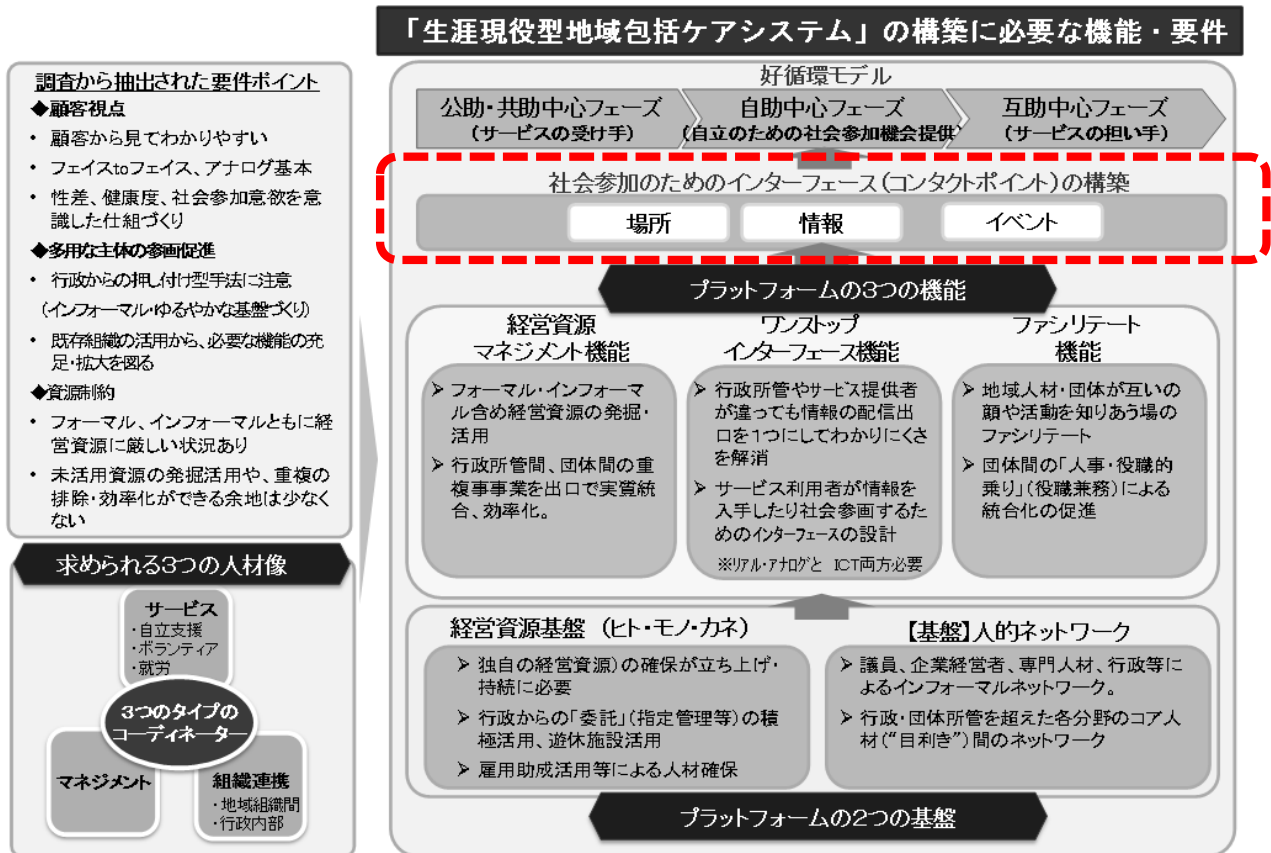 「生涯現役型地域包括ケアシステム」の構築に必要な機能・要件
調査から抽出された要件ポイント
◆顧客視点
・ 顧客から見てわかりやすい
・ フェイスtoフェイス、アナログ基本
・ 性差、健康度、社会参加意欲を意
識した仕組づくり
◆多用な主体の参画促進
・ 行政からの押し付け型手法に注意
(インフォーマル・ゆるやかな基盤づくり)
・ 既存組織の活用から、必要な機能の充
足・拡大を図る
◆資源制約
・ フォーマル、インフォーマルともに経
営資源に厳しい状況あり
・ 未活用資源の発掘活用や、重複の
排除・効率化ができる余地は少なく
ない
求められる3つの人材像
サービス
・自立支援
・ボランティア
・就労
3つのタイプの
コーディネーター
マネジメント
組織連携
・地域組織間
・行政内部
好循環モデル
公助・共助中心フェーズ
(サービスの受け手)
自助中心フェーズ
(自立のための社会参加機会提供)
互助中心フェーズ
(サービスの担い手)
社会参加のためのインターフェース(コンタクトポイント)の構築
場所
情報
イベント
プラットフォームの3つの機能
経営資源
マネジメント機能
➢ フォーマル・インフォーマ
ル含め経営資源の発掘・
活用
➢ 行政所管間、団体間の重
複事事業を出口で実質統
合、効率化。
ワンストップ
インターフェース機能
➢ 行政所管やサービス提供者
が違っても情報の配信出
口を1つにしてわかりにくさ
を解消
➢ サービス利用者が情報を
入手したり社会参画するた
めのインターフェースの設計
※リアル・アナログと ICT両方必要
ファシリテート
機能
➢ 地域人材・団体が互いの
顔や活動を知りあう場の
ファシリテート
➢ 団体間の「人事・役職的
乗り」(役職兼務)による
統合化の促進
経営資源基盤 (ヒト・モノ・カネ)
➢ 独自の経営資源)の確保が立ち上げ・
持続に必要
➢ 行政からの「委託」(指定管理等)の積
極活用、遊休施設活用
➢ 雇用助成活用等による人材確保
【基盤】人的ネットワーク
➢ 議員、企業経営者、専門人材、行政等に
よるインフォーマルネットワーク。
➢ 行政・団体所管を超えた各分野のコア人
材(“目利き”)間のネットワーク
プラットフォームの2つの基盤